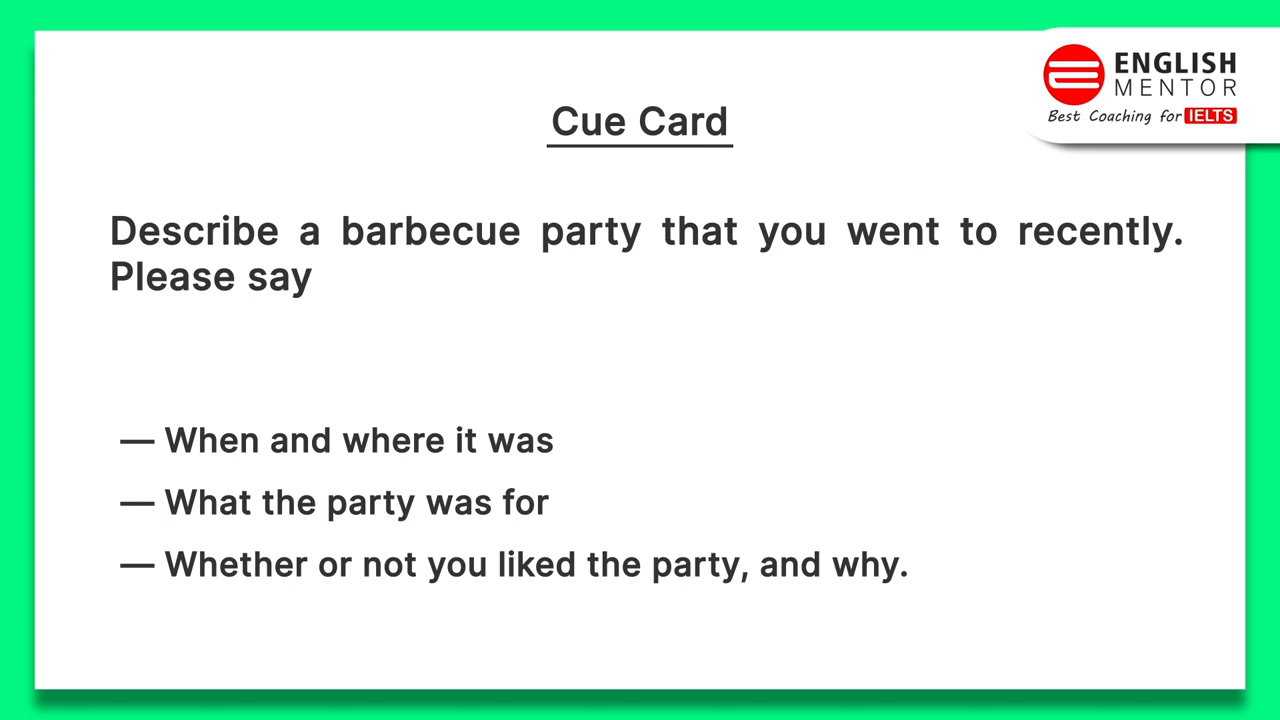 ENGLISH
MENTOR
Best Coaching for IELTS
Cue Card
Describe a barbecue party that you went to recently.
Please say
— When and where it was
— What the party was for
— Whether or not you liked the party, and why.